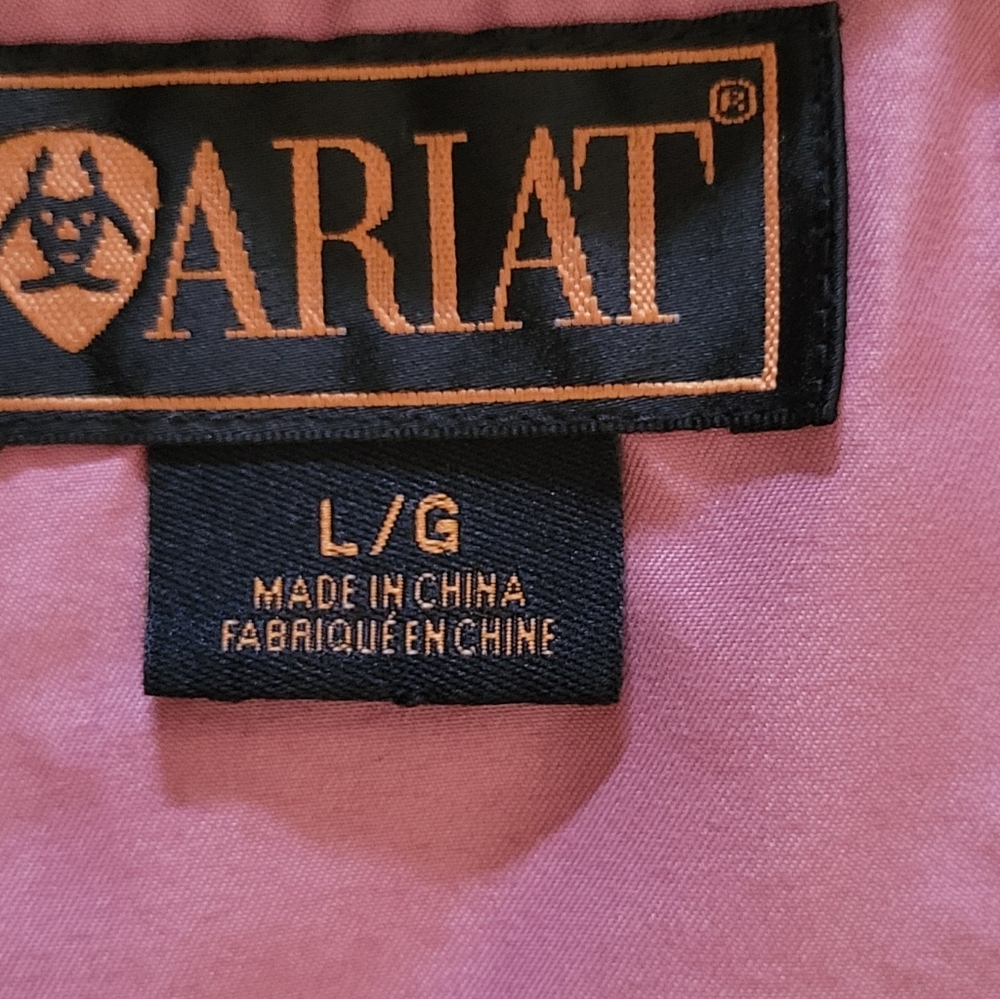 ARIAT®
L/G
MADE IN CHINA
FABRIQUÉ EN CHINE